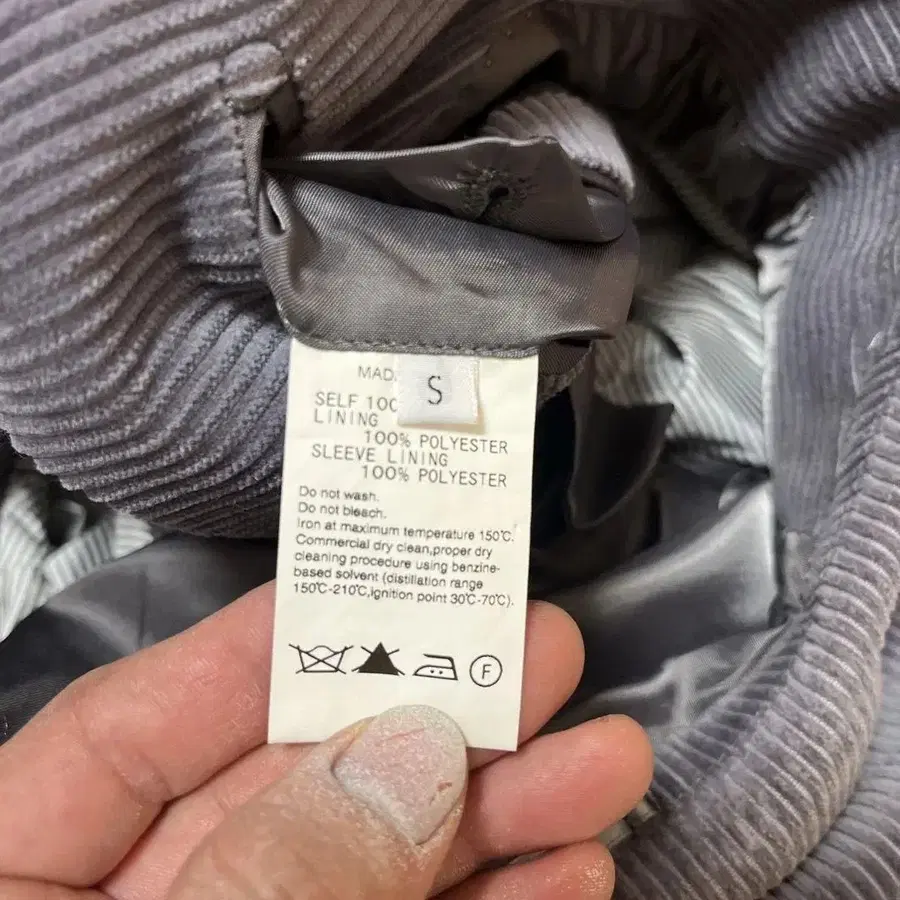 MAD
S
SELF 100
LINING
100% POLYESTER
SLEEVE LINING
100% POLYESTER
Do not wash.
Do not bleach.
Iron at maximum temperature 150℃.
Commercial dry clean,proper dry
cleaning procedure using benzine-
based solvent (distillation range
150℃-210℃,ignition point 30℃-70℃).
F